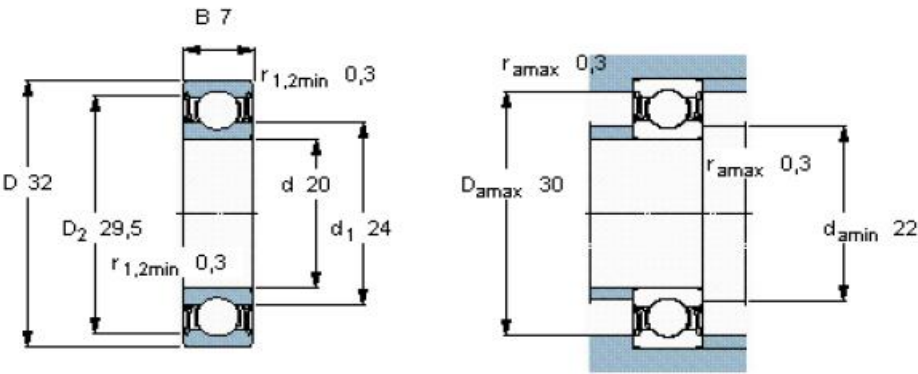 B 7
r1,2min 0,3
D 32
D2 29,5
d 20
d1 24
r1,2min 0,3
ramax 0,3
Damax 30
ramax 0,3
damin 22